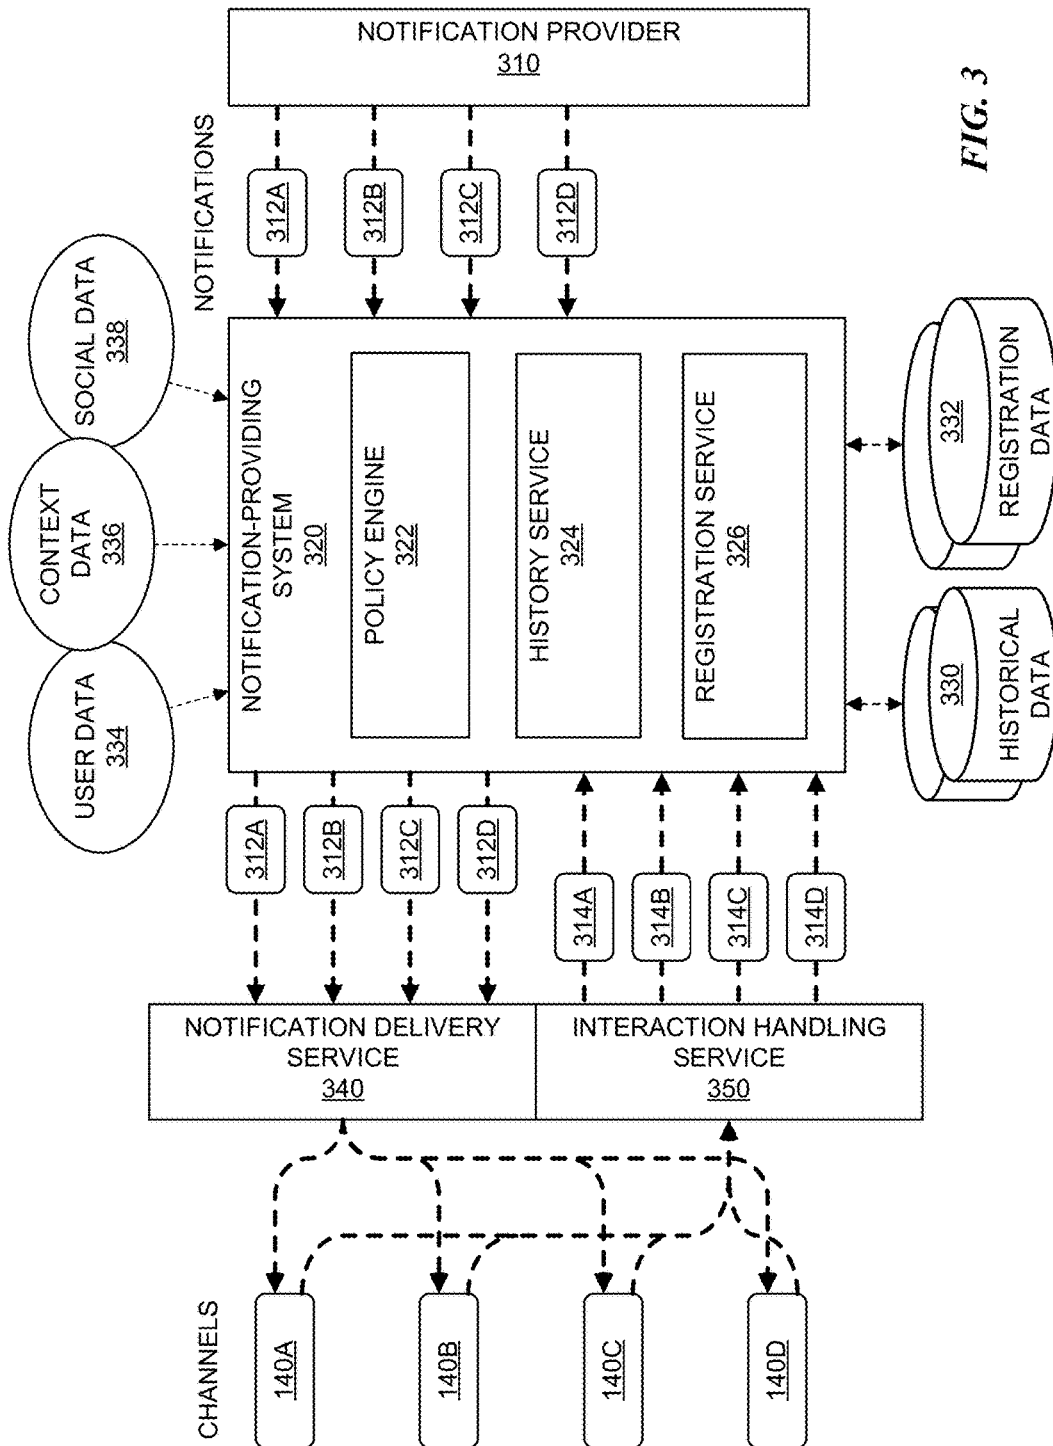 CHANNELS
140A
140B
140C
140D
NOTIFICATION DELIVERY
SERVICE
340
INTERACTION HANDLING
SERVICE
350
312A
312B
312C
312D
314A
314B
314C
314D
USER DATA
334
CONTEXT
DATA
336
SOCIAL DATA
338
NOTIFICATION-PROVIDING
SYSTEM
320
POLICY ENGINE
322
HISTORY SERVICE
324
REGISTRATION SERVICE
326
330
HISTORICAL
DATA
332
REGISTRATION
DATA
NOTIFICATIONS
312A
312B
312C
312D
NOTIFICATION PROVIDER
310
FIG. 3